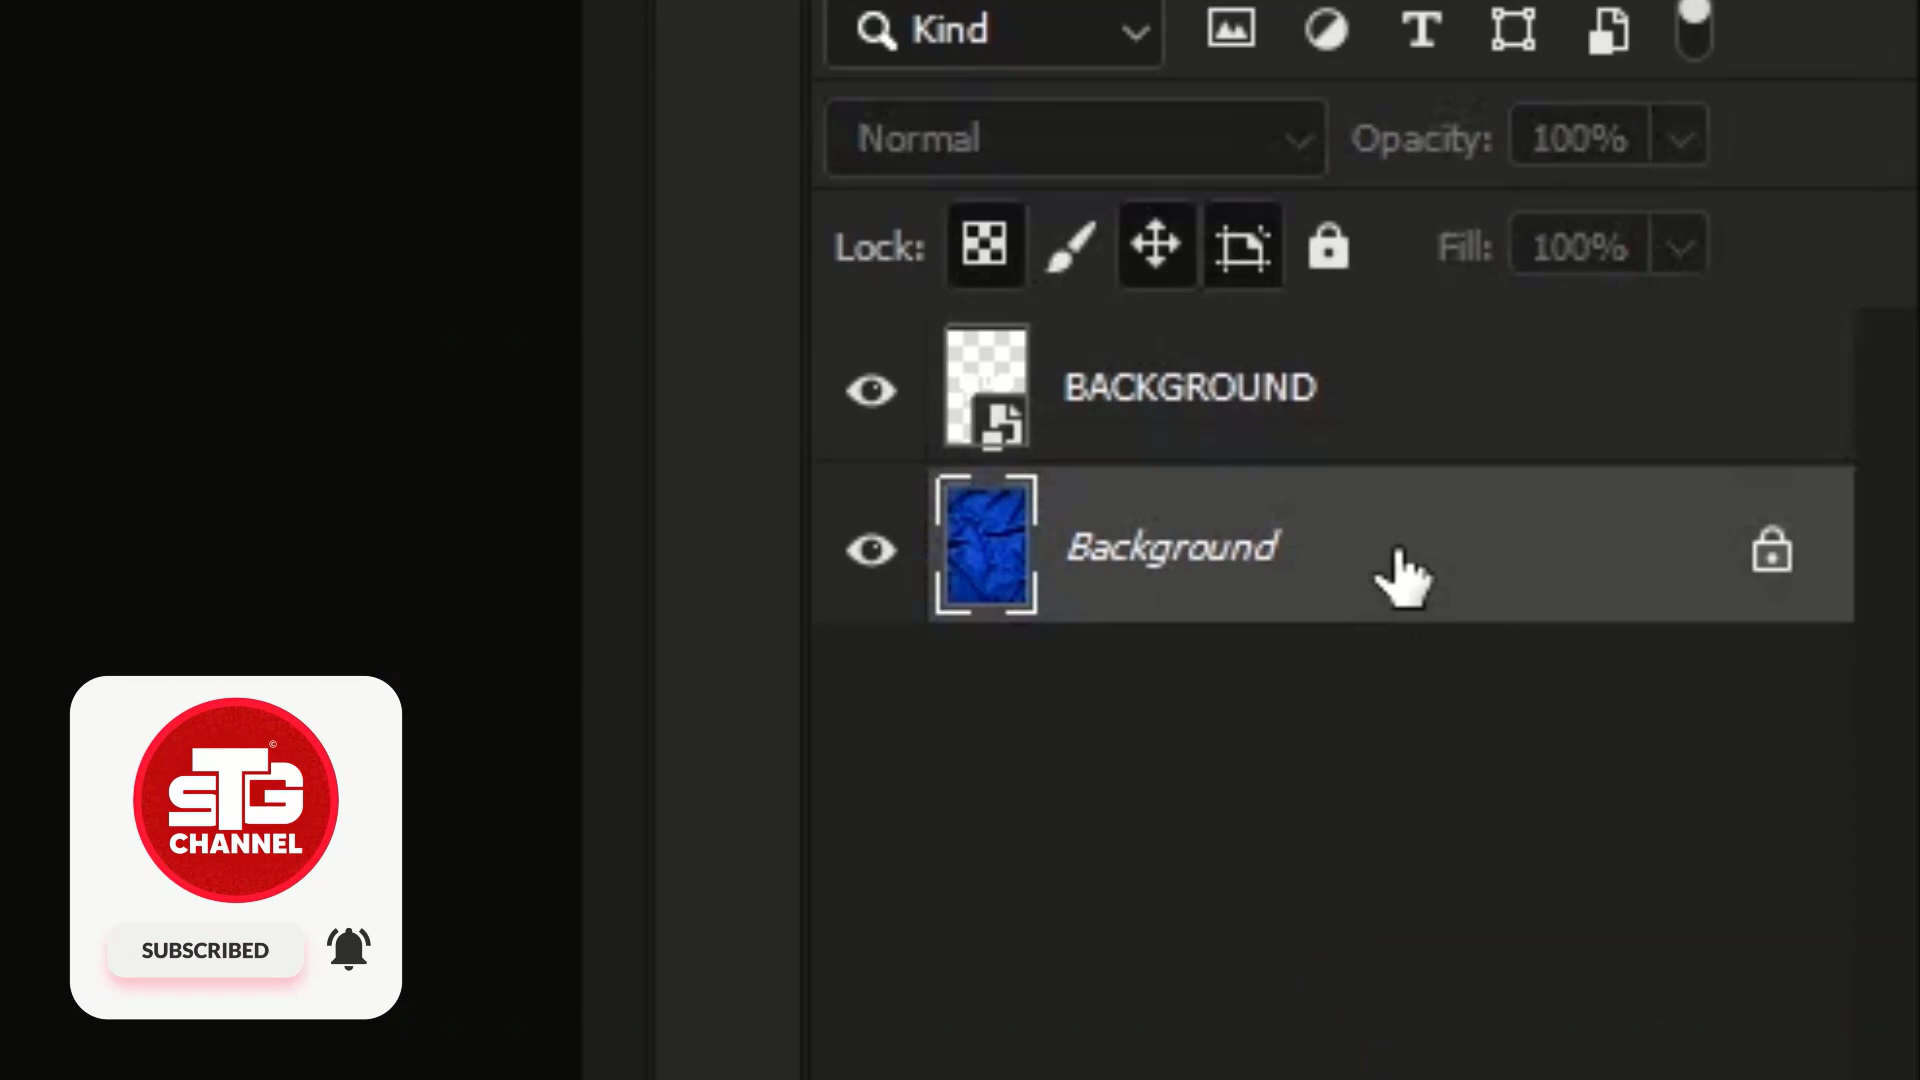 Kind
T
Normal
Opacity: 100%
Lock:
Fill: 100%
BACKGROUND
Background
STG
©
CHANNEL
SUBSCRIBED